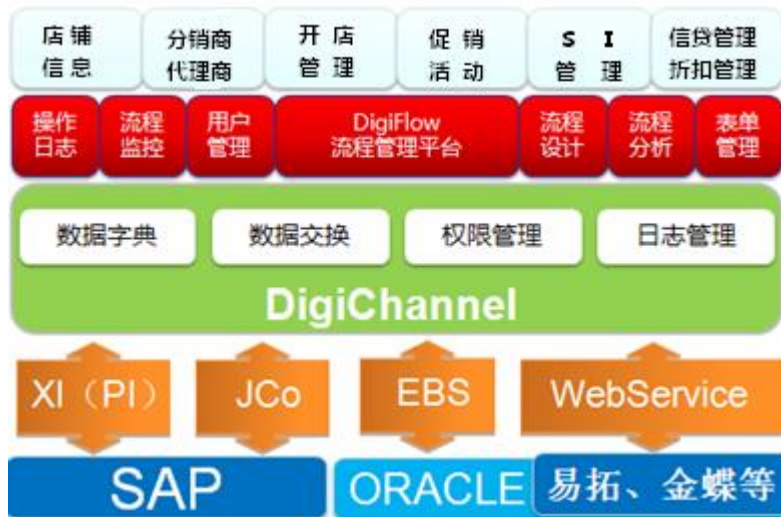 店铺
信息
分销商
代理商
开店
管理
促销
活动
SI
管理
信贷管理
折扣管理
操作
日志
流程
监控
用户
管理
DigiFlow
流程管理平台
流程
设计
流程
分析
表单
管理
数据字典
数据交换
权限管理
日志管理
DigiChannel
XI（PI）
JCo
EBS
WebService
SAP
ORACLE
易拓、金蝶等